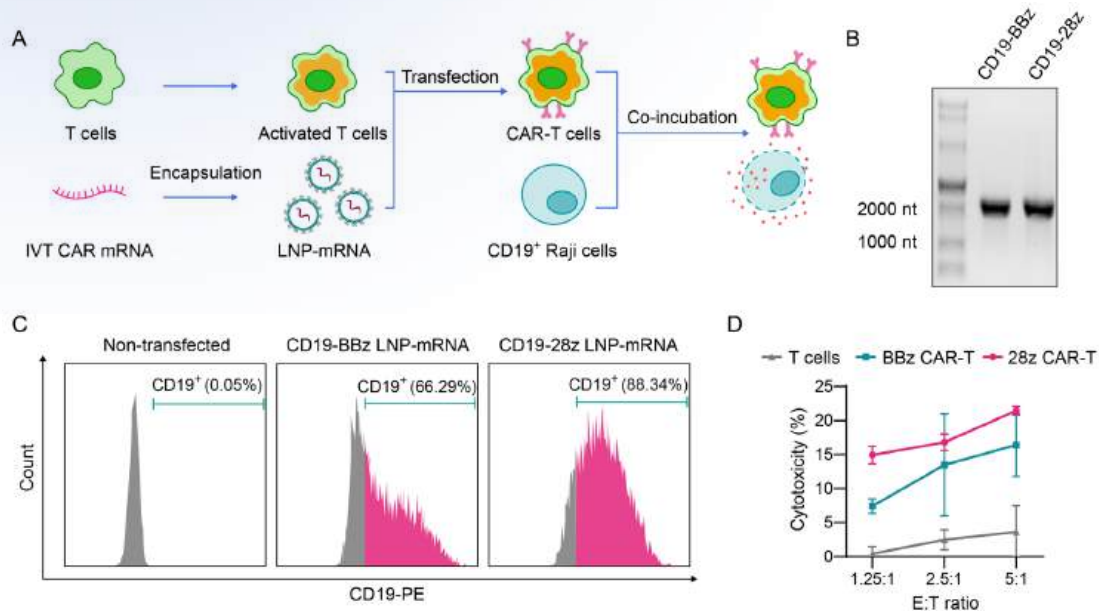 A
T cells
Activated T cells
Transfection
CAR-T cells
Co-incubation
Encapsulation
IVT CAR mRNA
LNP-mRNA
CD19⁺ Raji cells
B
CD19-BBz
CD19-28z
2000 nt
1000 nt
C
Non-transfected
CD19-BBz LNP-mRNA
CD19-28z LNP-mRNA
CD19⁺ (0.05%)
CD19⁺ (66.29%)
CD19⁺ (88.34%)
Count
CD19-PE
D
T cells
BBz CAR-T
28z CAR-T
Cytotoxicity (%)
25
20
15
10
5
0
1.25:1
2.5:1
5:1
E:T ratio